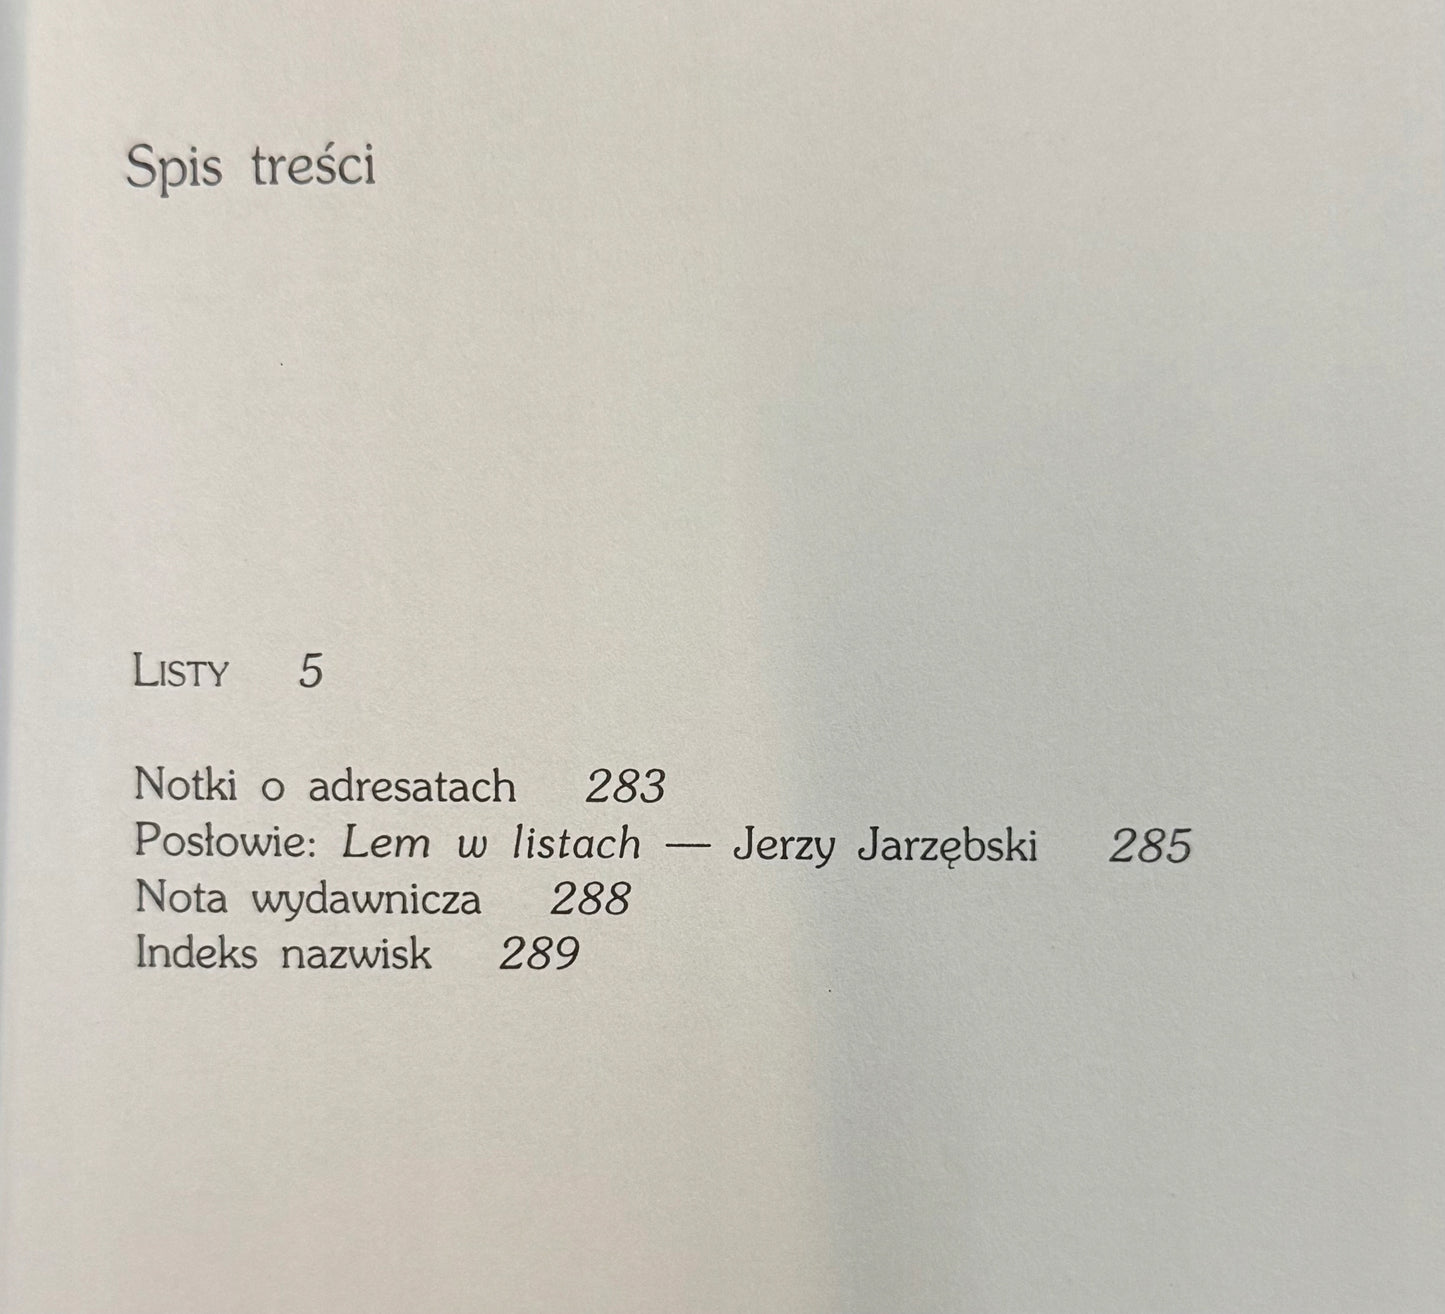 Spis treści
LISTY 5
Notki o adresatach 283
Posłowie: Lem w listach — Jerzy Jarzębski 285
Nota wydawnicza 288
Indeks nazwisk 289